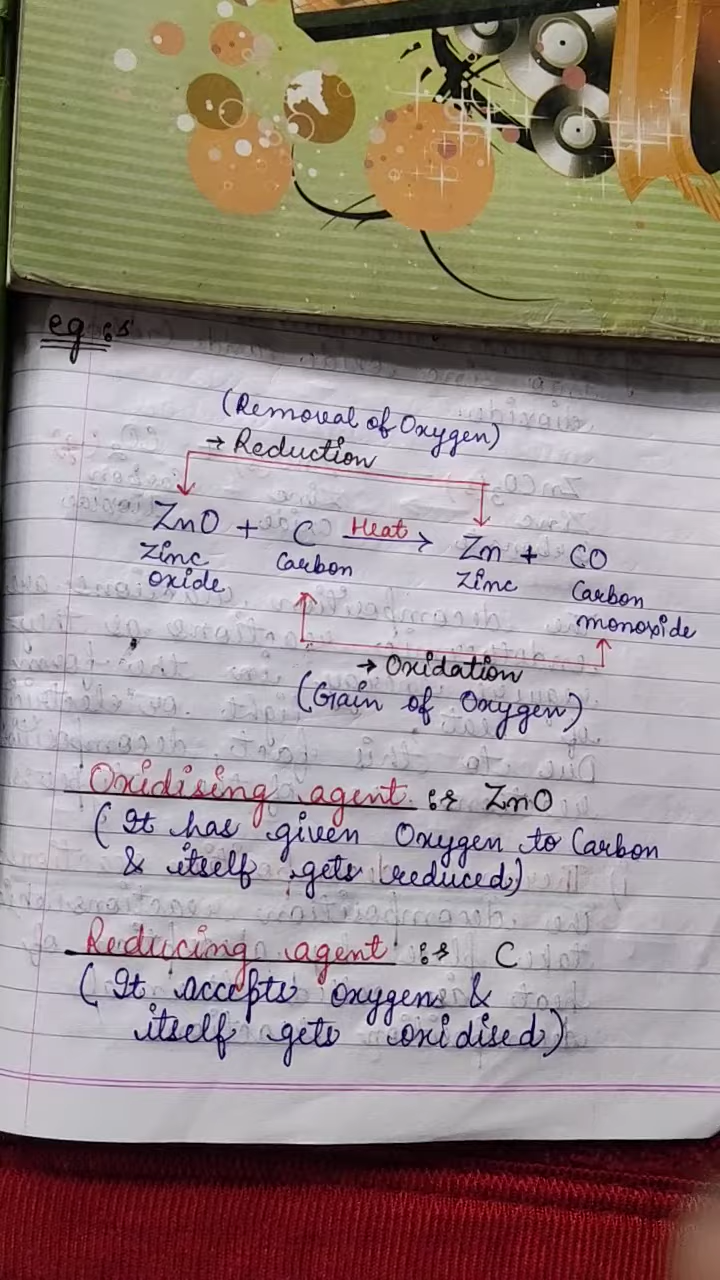 eg :-
(Removal of Oxygen)
→ Reduction
ZnO + C Heat→ Zn + CO
Zinc oxide Carbon Zinc Carbon monoxide
→ Oxidation
(Gain of Oxygen)
Oxidising agent :- ZnO
(It has given Oxygen to Carbon
& itself gets reduced)
Reducing agent :- C
(It accepts oxygen &
itself gets oxidised)